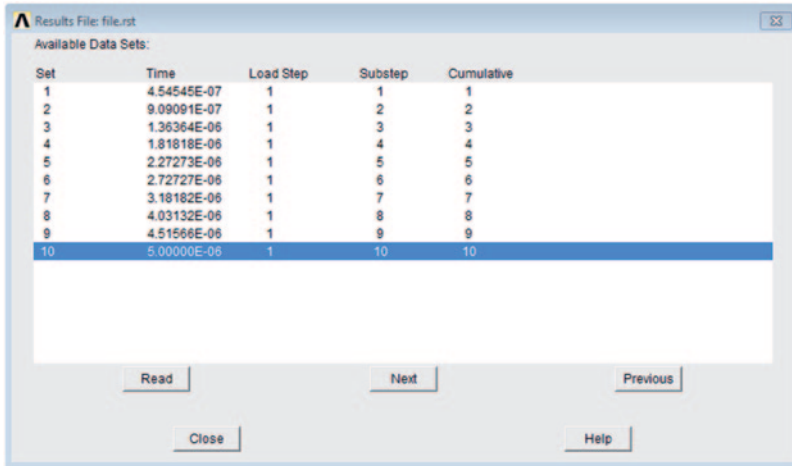 Results File: file.rst
Available Data Sets:
Set Time Load Step Substep Cumulative
1 4.54545E-07 1 1 1
2 9.09091E-07 1 2 2
3 1.36364E-06 1 3 3
4 1.81818E-06 1 4 4
5 2.27273E-06 1 5 5
6 2.72727E-06 1 6 6
7 3.18182E-06 1 7 7
8 4.03132E-06 1 8 8
9 4.51566E-06 1 9 9
10 5.00000E-06 1 10 10
Read Next Previous
Close Help